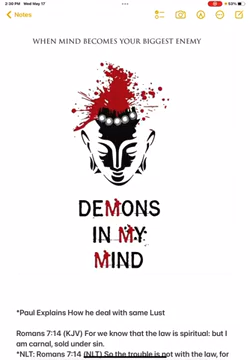 2:39 PM Wed May 17
53%
Notes
WHEN MIND BECOMES YOUR BIGGEST ENEMY
DEMONS
IN MY
MIND
*Paul Explains How he deal with same Lust
Romans 7:14 (KJV) For we know that the law is spiritual: but I
am carnal, sold under sin.
*NLT: Romans 7:14 (NLT) So the trouble is not with the law, for